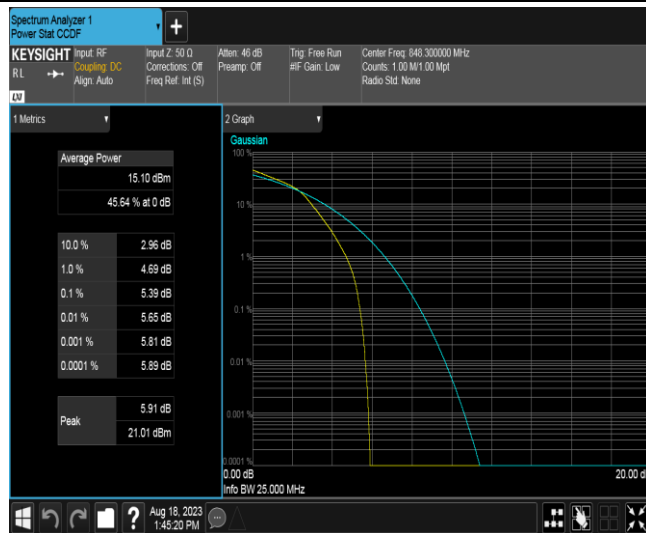 Spectrum Analyzer 1
Power Stat CCDF
+
KEYSIGHT
RL
Input: RF
Coupling: DC
Align: Auto
Input Z: 50 Ω
Corrections: Off
Freq Ref: Int (S)
Atten: 46 dB
Preamp: Off
Trig: Free Run
#IF Gain: Low
Center Freq: 848.300000 MHz
Counts: 1.00 M/1.00 Mpt
Radio Std: None
1 Metrics
Average Power
15.10 dBm
45.64 % at 0 dB
10.0 % 2.96 dB
1.0 % 4.69 dB
0.1 % 5.39 dB
0.01 % 5.65 dB
0.001 % 5.81 dB
0.0001 % 5.89 dB
Peak
5.91 dB
21.01 dBm
2 Graph
Gaussian
100 %
10 %
1 %
0.1 %
0.01 %
0.001 %
0.0001 %
0.00 dB
20.00 d
Info BW 25.000 MHz
?
Aug 18, 2023
1:45:20 PM